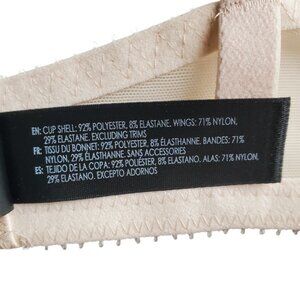 EN: CUP SHELL: 92% POLYESTER, 8% ELASTANE. WINGS: 71% NYLON,
29% ELASTANE. EXCLUDING TRIMS
FR: TISSU DU BONNET: 92% POLYESTER, 8% ÉLASTHANNE. BANDES: 71%
NYLON, 29% ÉLASTHANNE. SANS ACCESSOIRES
ES: TEJIDO DE LA COPA: 92% POLIÉSTER, 8% ELASTANO. ALAS: 71% NYLON,
29% ELASTANO. EXCEPTO ADORNOS